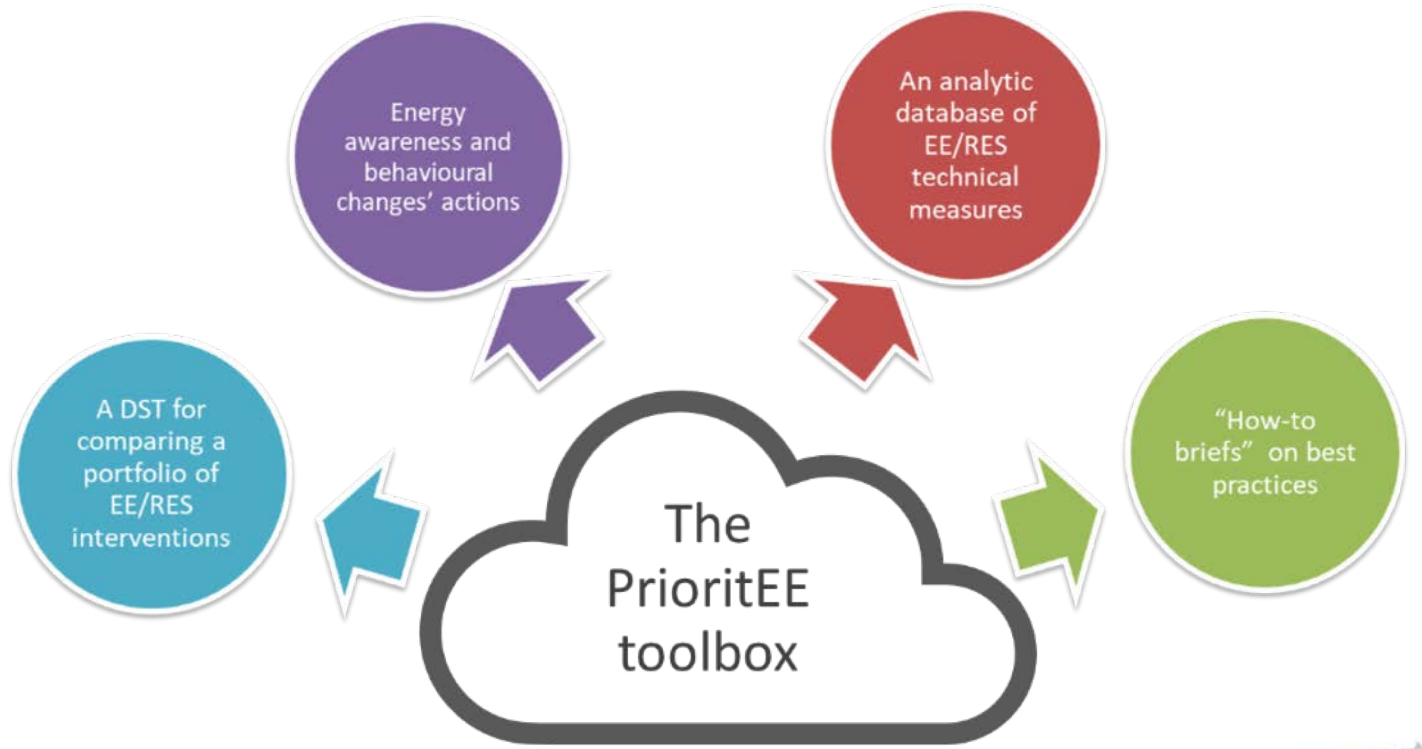 Energy
awareness and
behavioural
changes’ actions
An analytic
database of
EE/RES
technical
measures
A DST for
comparing a
portfolio of
EE/RES
interventions
“How-to
briefs” on best
practices
The
PrioritEE
toolbox